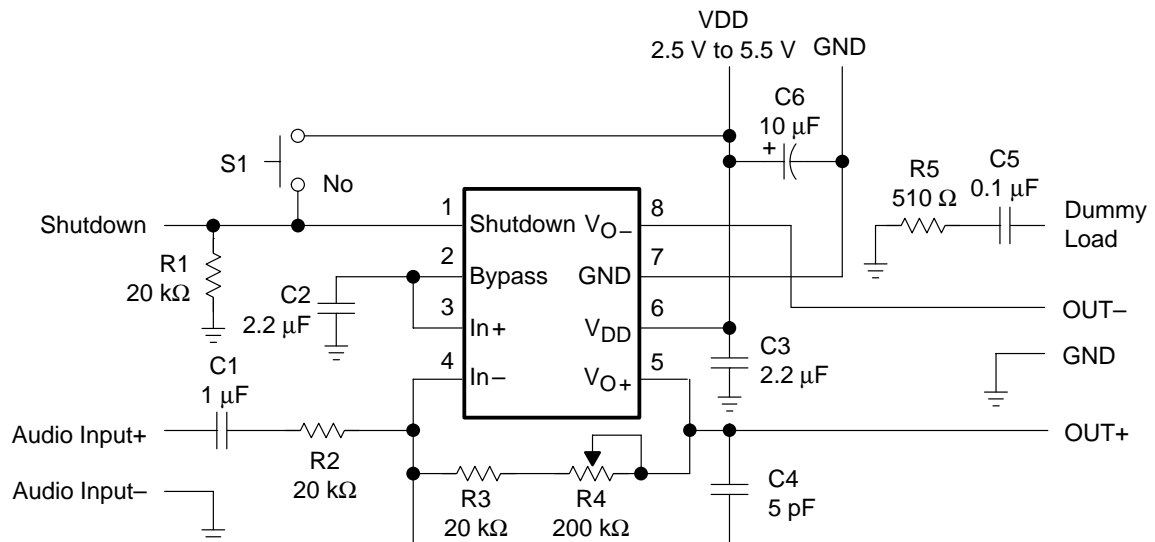 VDD
2.5 V to 5.5 V
GND
C6
10 µF
+
S1
No
R5
510 Ω
C5
0.1 µF
Dummy
Load
Shutdown
1
Shutdown
VO–
8
R1
20 kΩ
C2
2.2 µF
2
Bypass
GND
7
3
In+
VDD
6
OUT–
4
In–
VO+
5
C3
2.2 µF
GND
C1
1 µF
Audio Input+
R2
20 kΩ
OUT+
Audio Input–
R3
20 kΩ
R4
200 kΩ
C4
5 pF